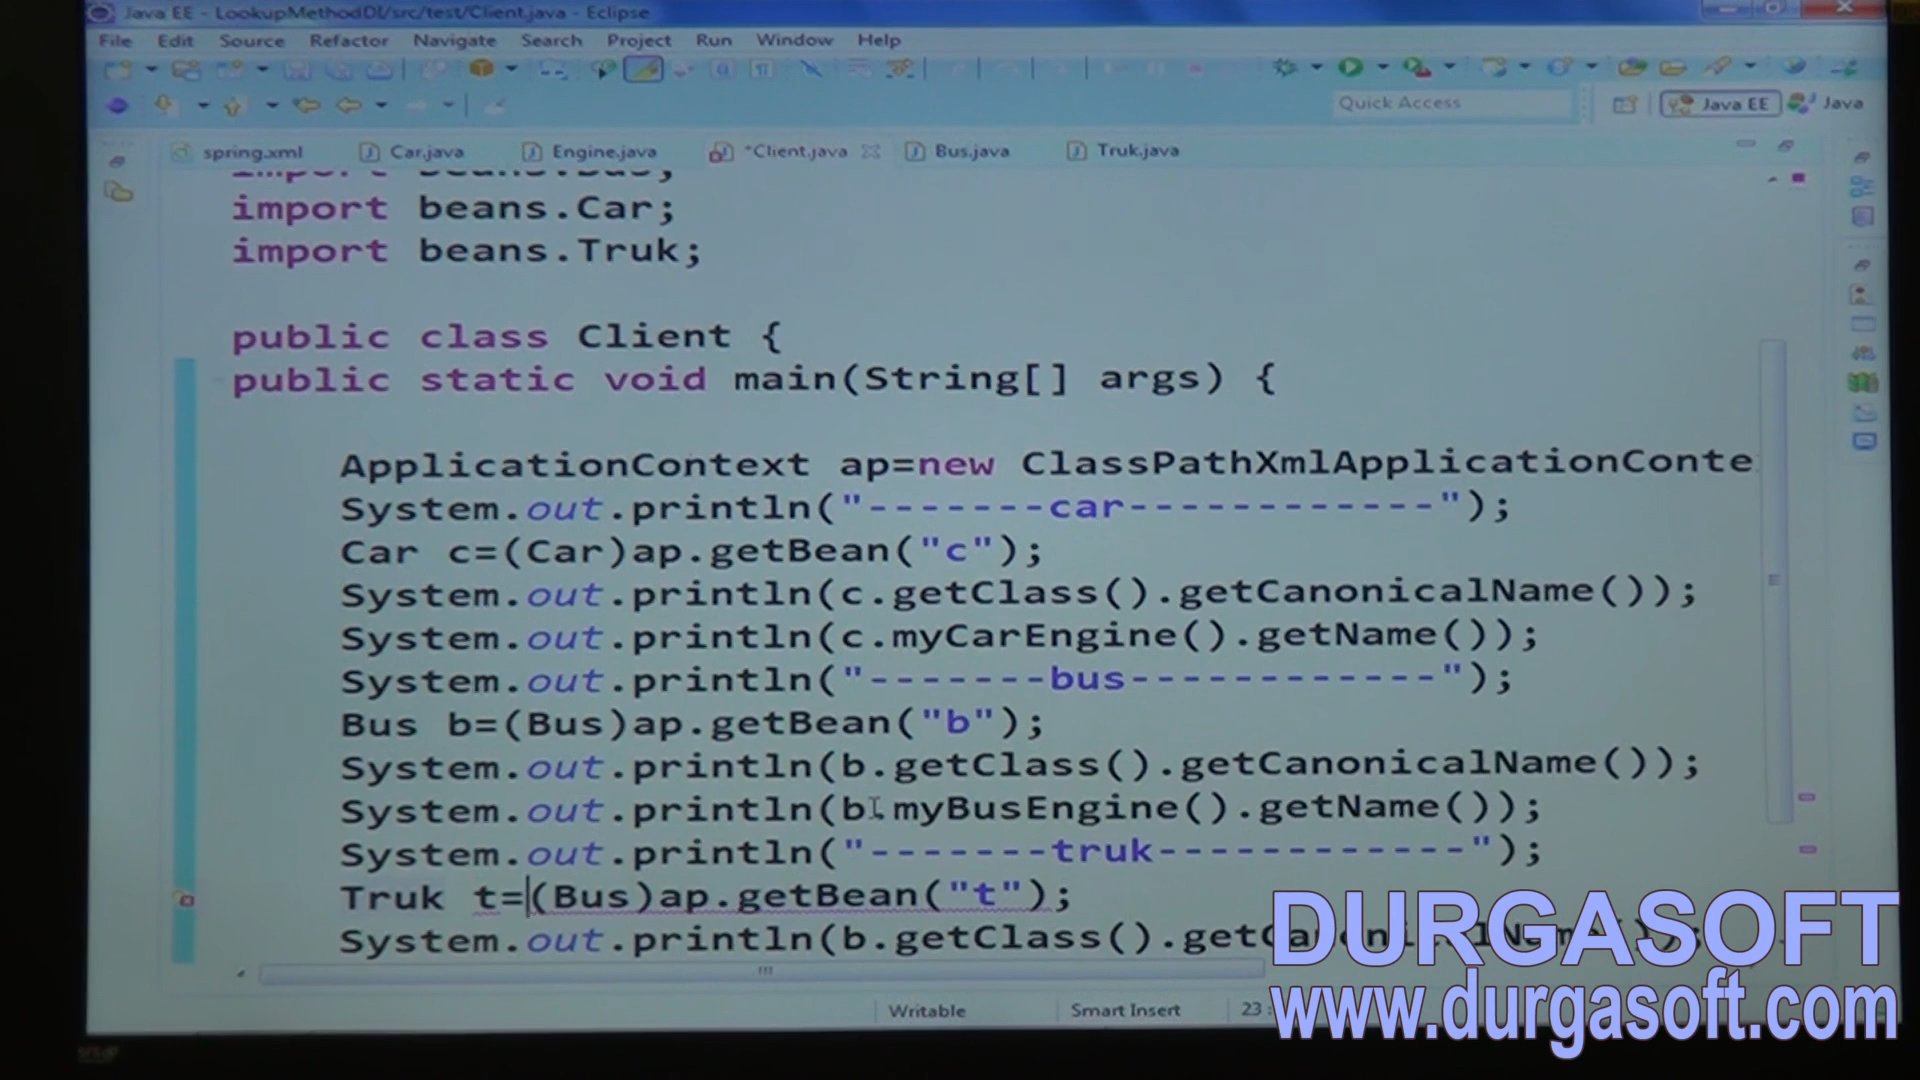 Java EE - LookupMethodDI/src/test/Client.java - Eclipse
File Edit Source Refactor Navigate Search Project Run Window Help
Quick Access
Java EE
Java
spring.xml
Car.java
Engine.java
*Client.java
Bus.java
Truk.java
import beans.Bus;
import beans.Car;
import beans.Truk;
public class Client {
public static void main(String[] args) {
ApplicationContext ap=new ClassPathXmlApplicationConte
System.out.println("-------car------------");
Car c=(Car)ap.getBean("c");
System.out.println(c.getClass().getCanonicalName());
System.out.println(c.myCarEngine().getName());
System.out.println("-------bus------------");
Bus b=(Bus)ap.getBean("b");
System.out.println(b.getClass().getCanonicalName());
System.out.println(b.myBusEngine().getName());
System.out.println("-------truk------------");
Truk t=(Bus)ap.getBean("t");
System.out.println(b.getClass().getCanonicalName());
Writable
Smart Insert
23 :
DURGASOFT
www.durgasoft.com